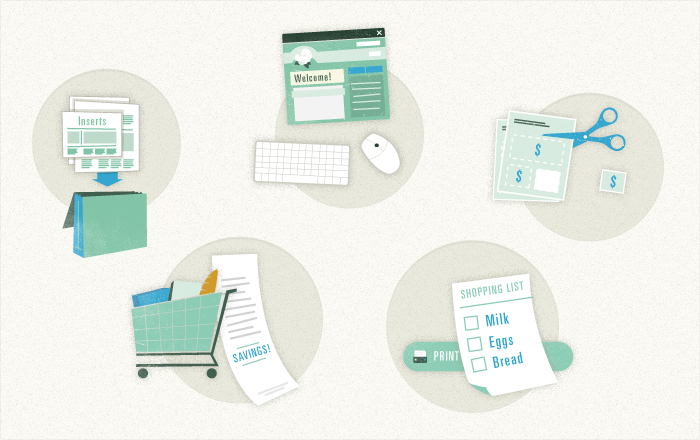 Welcome!
Inserts
$
$
$
SAVINGS!
SHOPPING LIST
Milk
Eggs
Bread
PRINT